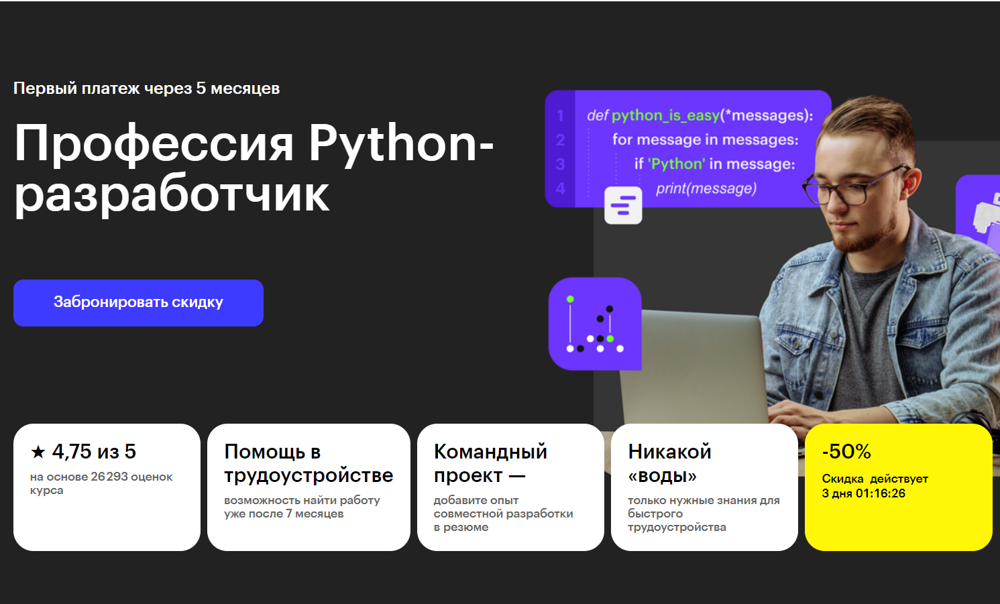 Первый платеж через 5 месяцев
Профессия Python-
разработчик
1 def python_is_easy(*messages):
2 for message in messages:
3 if 'Python' in message:
4 print(message)
Забронировать скидку
★ 4,75 из 5
на основе 26 293 оценок
курса
Помощь в
трудоустройстве
возможность найти работу
уже после 7 месяцев
Командный
проект —
добавите опыт
совместной разработки
в резюме
Никакой
«воды»
только нужные знания для
быстрого
трудоустройства
-50%
Скидка действует
3 дня 01:16:26